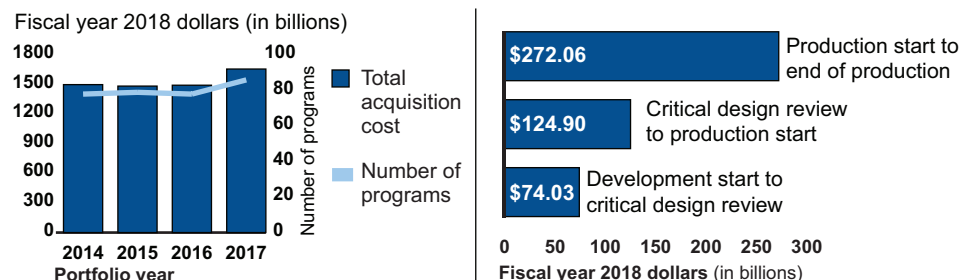 Fiscal year 2018 dollars (in billions)
1800
1500
1200
900
600
300
0
100
80
60
40
20
0
Number of programs
2014 2015 2016 2017
Portfolio year
Total
acquisition
cost
Number of
programs
$272.06
Production start to
end of production
$124.90
Critical design review
to production start
$74.03
Development start to
critical design review
0 50 100 150 200 250 300
Fiscal year 2018 dollars (in billions)